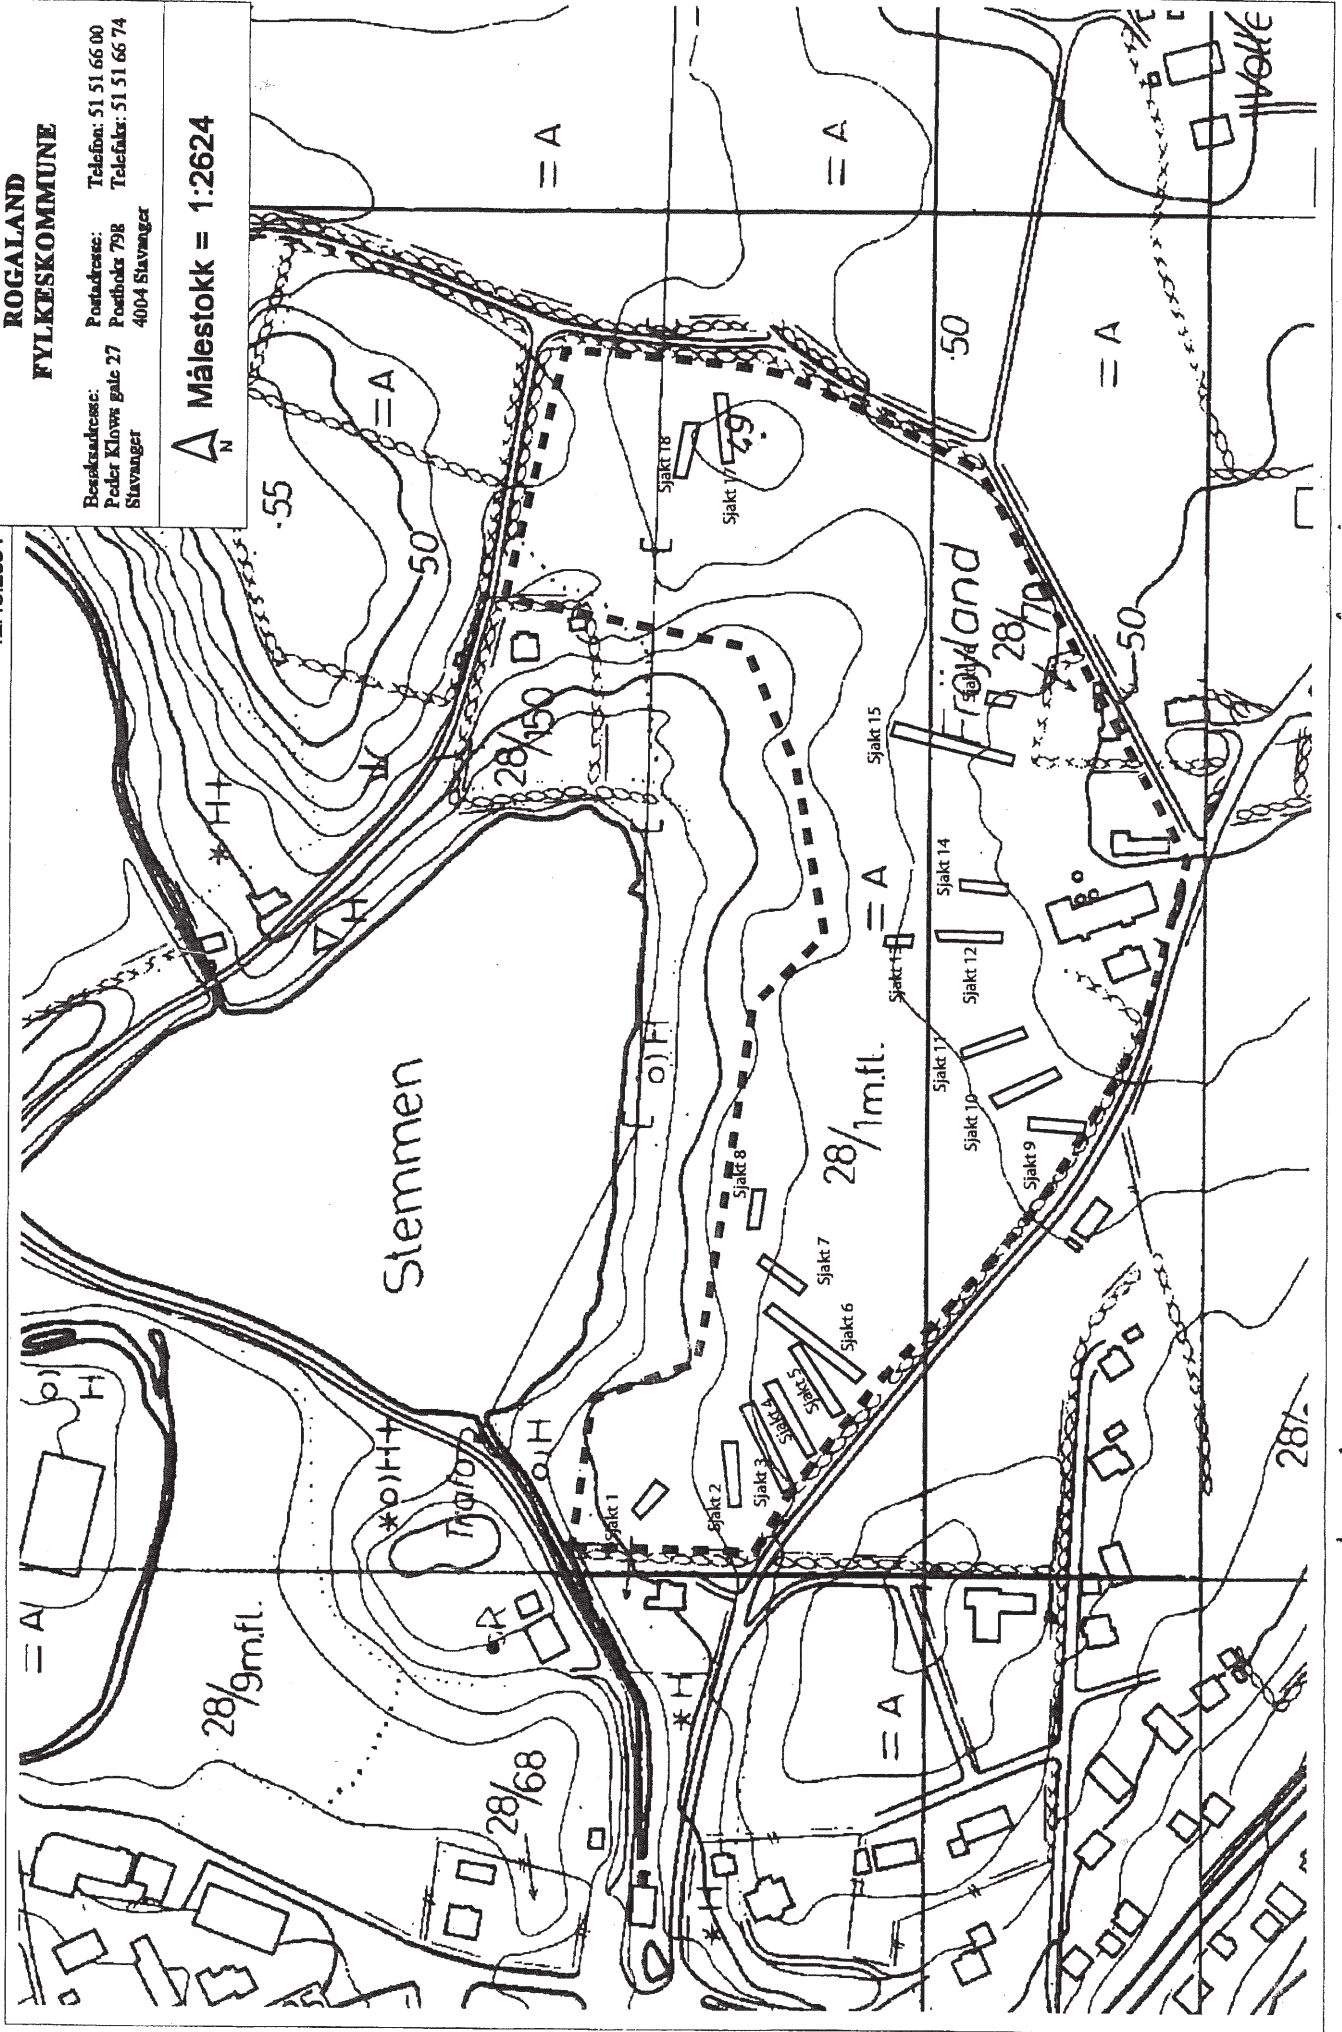 ROGALAND
FYLKESKOMMUNE
Besøksadresse:
Peder Klows gate 27
Stavanger
Postadresse:
Postboks 798
4004 Stavanger
Telefon: 51 51 66 00
Telefaks: 51 51 66 74
Målestokk = 1:2624
N
Stemmen
Trafo
28/9m.fl.
28/68
28/150
28/1m.fl.
28/70
Frøyland
55
50
50
50
49
= A
= A
= A
= A
= A
= A
= A
Sjakt 1
Sjakt 2
Sjakt 3
Sjakt 4
Sjakt 5
Sjakt 6
Sjakt 7
Sjakt 8
Sjakt 9
Sjakt 10
Sjakt 11
Sjakt 12
Sjakt 13
Sjakt 14
Sjakt 15
Sjakt 17
Sjakt 18